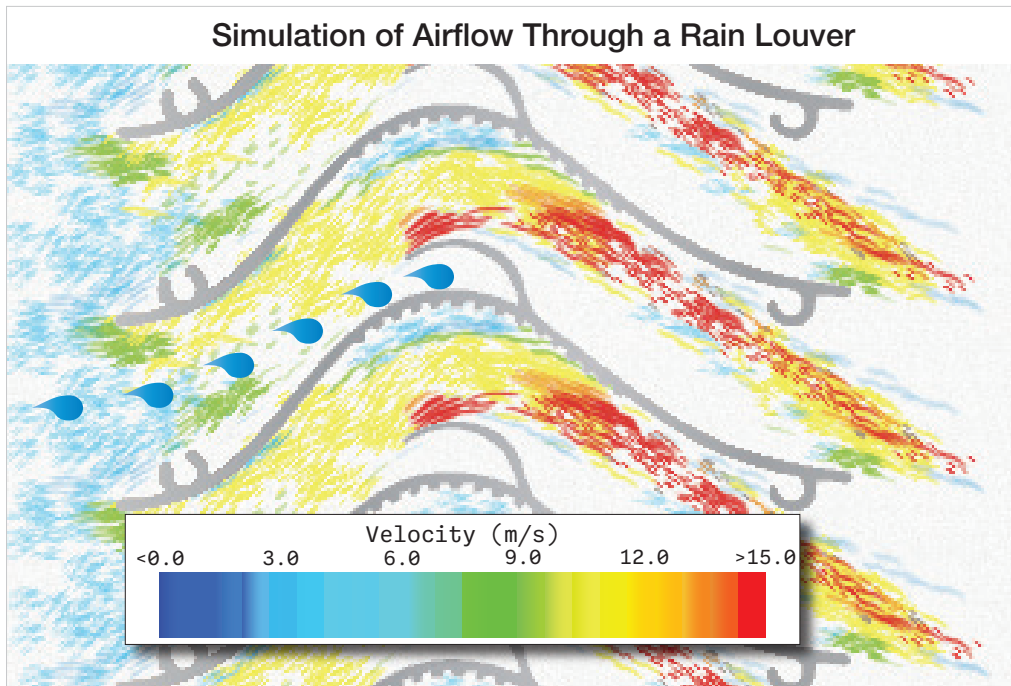 Simulation of Airflow Through a Rain Louver
Velocity (m/s)
<0.0 3.0 6.0 9.0 12.0 >15.0